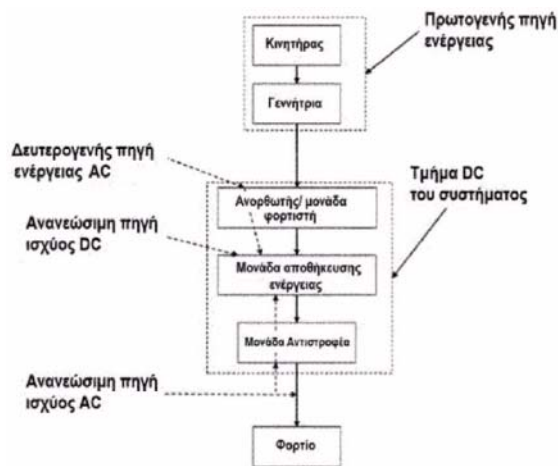 Κινητήρας
Πρωτογενής πηγή
ενέργειας
Γεννήτρια
Δευτερογενής πηγή
ενέργειας AC
Τμήμα DC
του συστήματος
Ανορθωτής/ μονάδα
φορτιστή
Ανανεώσιμη πηγή
ισχύος DC
Μονάδα αποθήκευσης
ενέργειας
Μονάδα Αντιστροφέα
Ανανεώσιμη πηγή
ισχύος AC
Φορτίο